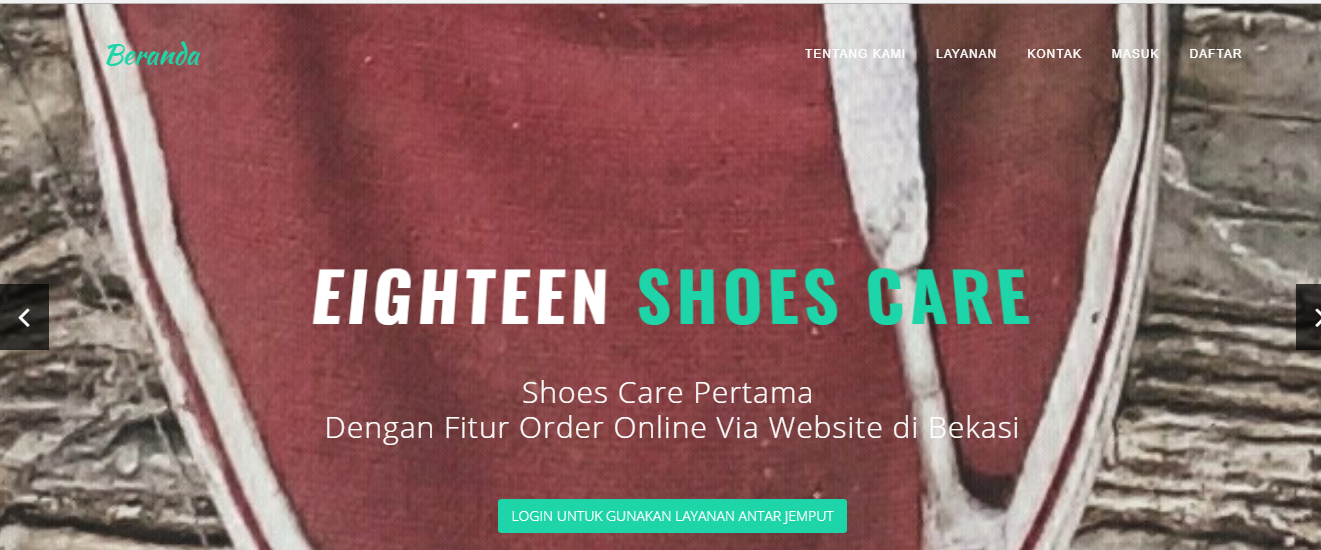 Beranda
TENTANG KAMI LAYANAN KONTAK MASUK DAFTAR
EIGHTEEN SHOES CARE
Shoes Care Pertama
Dengan Fitur Order Online Via Website di Bekasi
LOGIN UNTUK GUNAKAN LAYANAN ANTAR JEMPUT